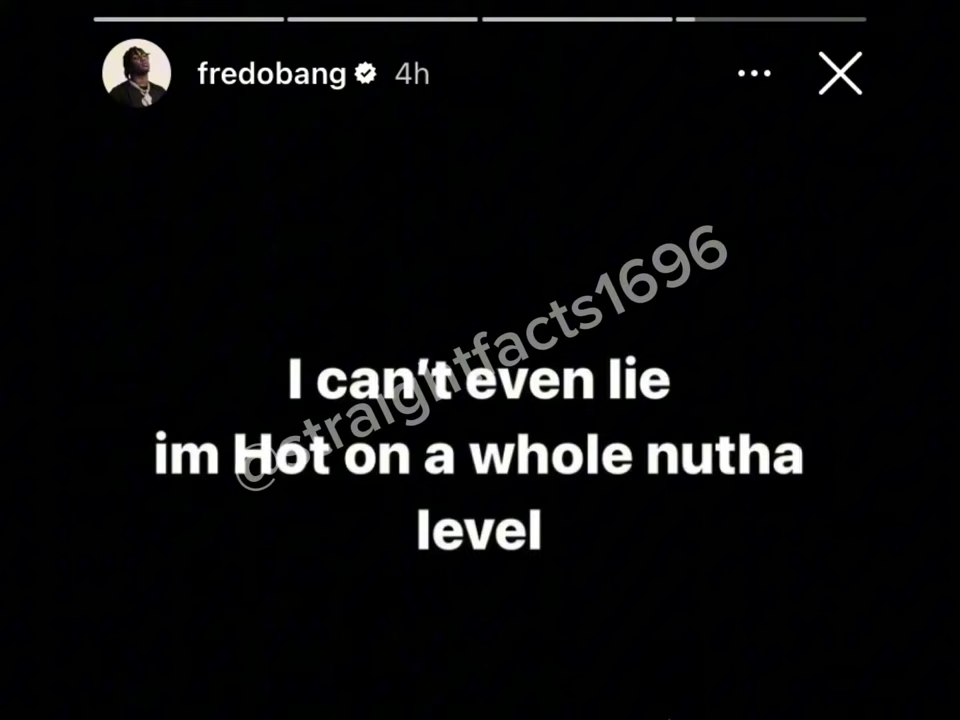 fredobang 4h
@straightfacts1696
I can't even lie
im Hot on a whole nutha
level